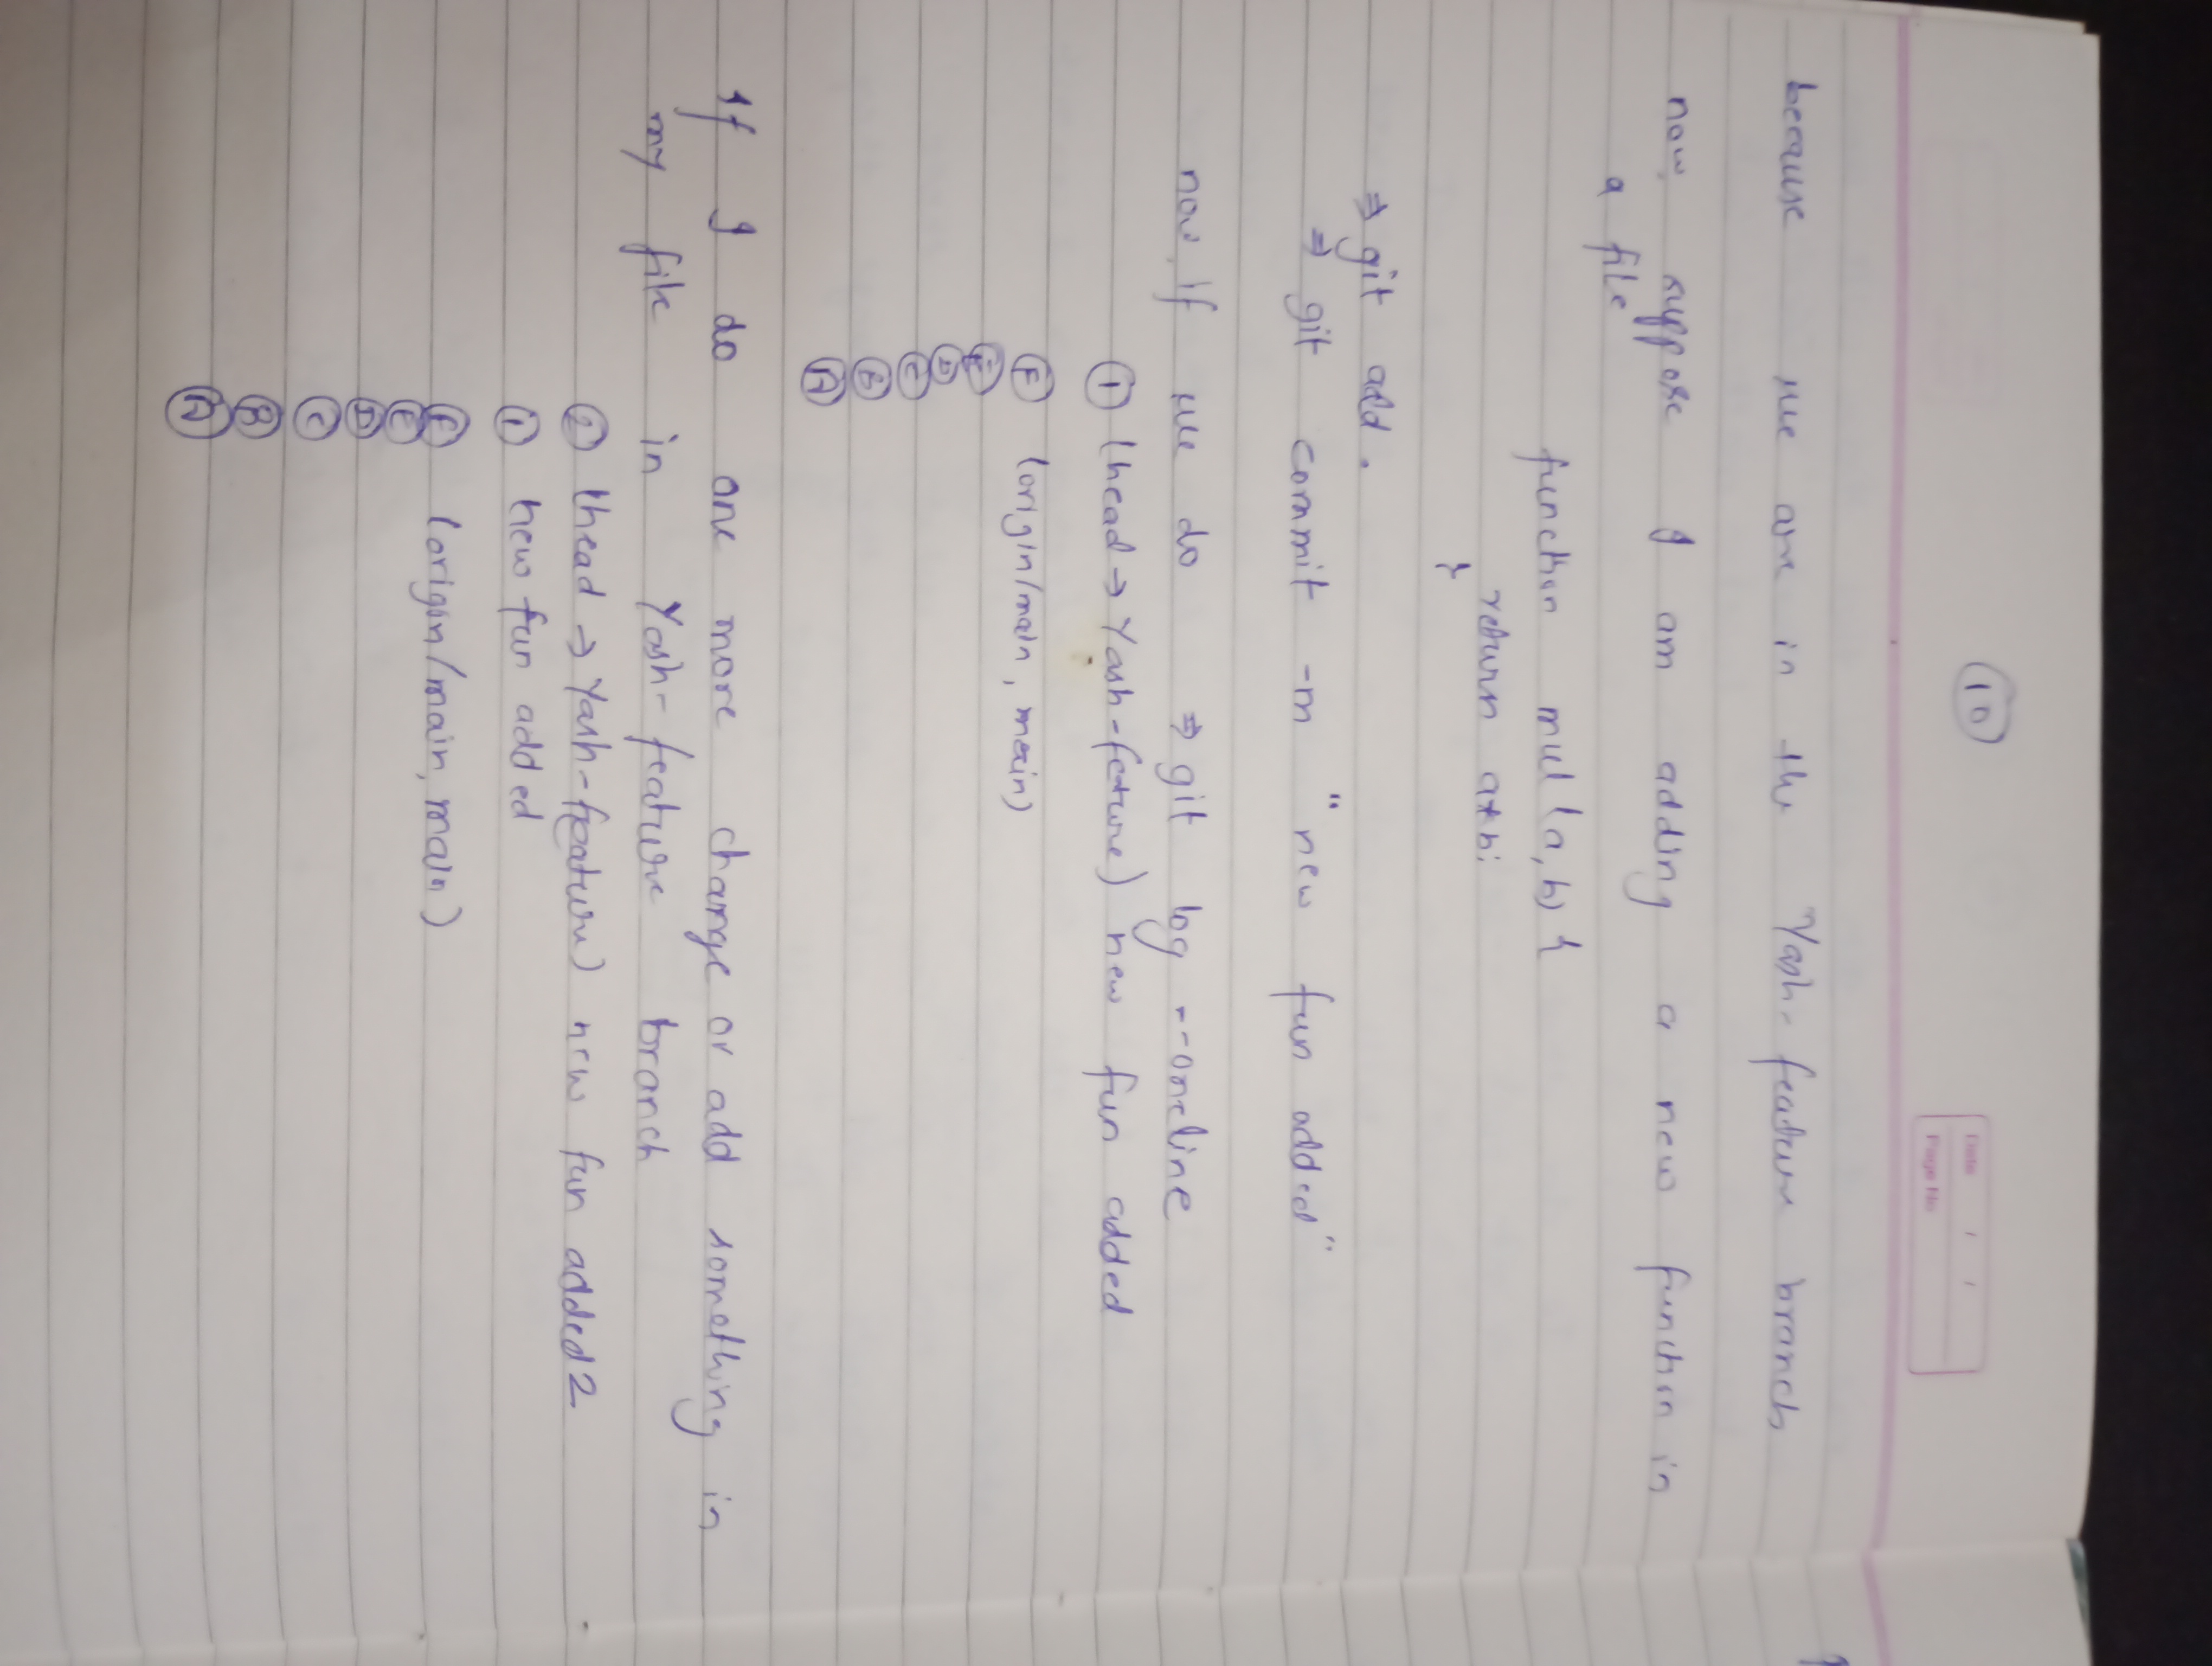 10
Date / /
Page No
because we are in the Yash-feature branch
now, suppose I am adding a new function in
a file
function mul(a,b) {
return a*b;
}
⇒ git add .
⇒ git commit -m "new fun added"
now, if we do ⇒ git log --oneline
① (head → Yash-feature) new fun added
Ⓕ (origin/main, main)
Ⓔ
Ⓓ
Ⓒ
Ⓑ
Ⓐ
If I do one more change or add something in
my file in Yash-feature branch
② (head → Yash-feature) new fun added2
① new fun added
Ⓕ (origin/main, main)
Ⓔ
Ⓓ
Ⓒ
Ⓑ
Ⓐ